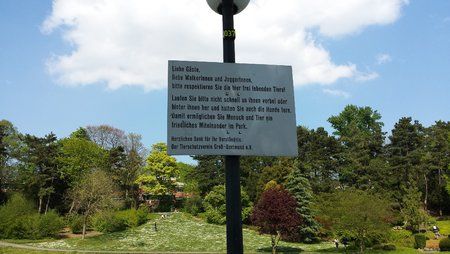 037
Liebe Gäste,
liebe WalkerInnen und JoggerInnen,
bitte respektieren Sie die hier frei lebenden Tiere!
Laufen Sie bitte nicht schnell an ihnen vorbei oder
hinter ihnen her und halten Sie auch die Hunde fern.
Damit ermöglichen Sie Mensch und Tier ein
friedliches Miteinander im Park.
Herzlichen Dank für Ihr Verständnis.
Der Tierschutzverein Groß-Dortmund e.V.